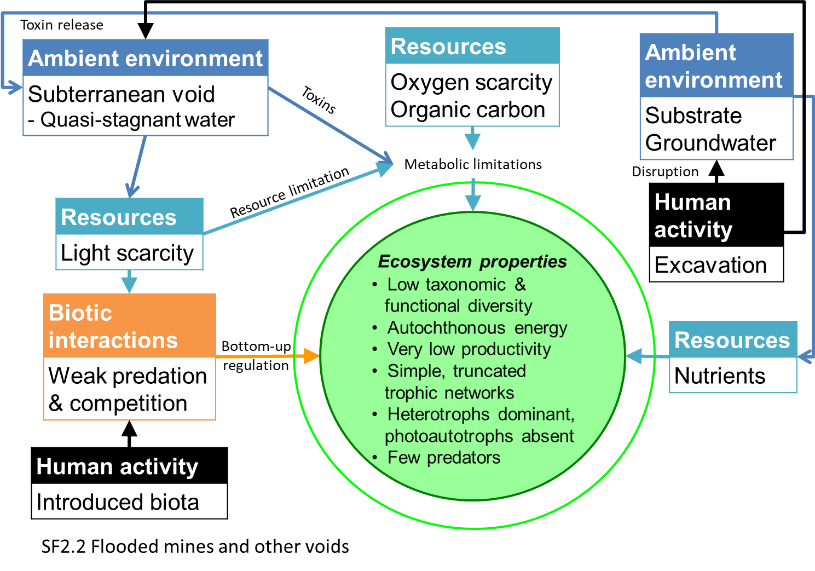 Toxin release
Ambient environment
Subterranean void
- Quasi-stagnant water
Toxins
Resources
Oxygen scarcity
Organic carbon
Metabolic limitations
Ambient
environment
Substrate
Groundwater
Disruption
Human
activity
Excavation
Resource limitation
Resources
Light scarcity
Biotic
interactions
Weak predation
& competition
Bottom-up
regulation
Ecosystem properties
• Low taxonomic &
functional diversity
• Autochthonous energy
• Very low productivity
• Simple, truncated
trophic networks
• Heterotrophs dominant,
photoautotrophs absent
• Few predators
Resources
Nutrients
Human activity
Introduced biota
SF2.2 Flooded mines and other voids